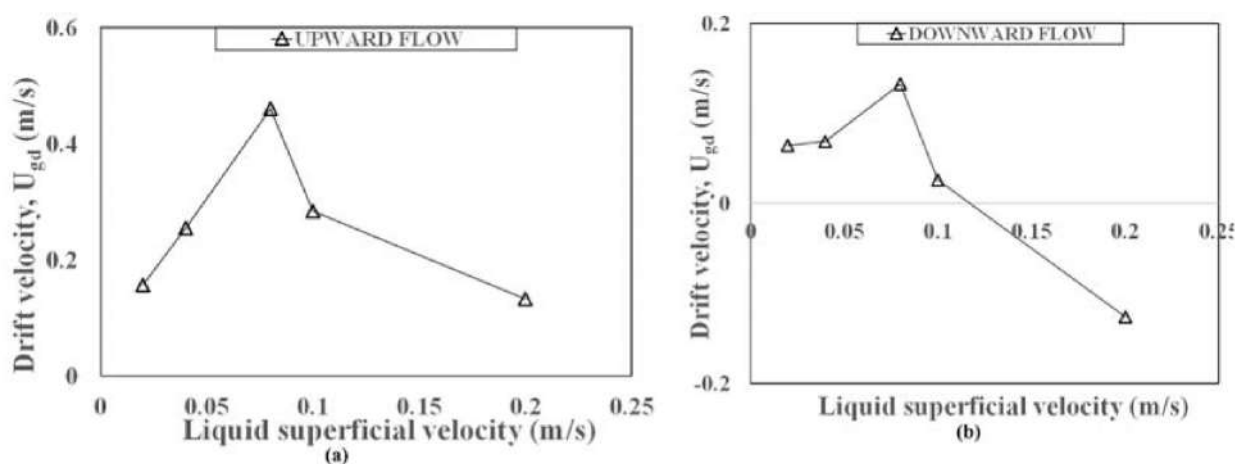 UPWARD FLOW
0.6
0.4
0.2
0
0 0.05 0.1 0.15 0.2 0.25
Drift velocity, Ugd (m/s)
Liquid superficial velocity (m/s)
(a)
DOWNWARD FLOW
0.2
0
-0.2
0 0.05 0.1 0.15 0.2 0.25
Drift velocity, Ugd (m/s)
Liquid superficial velocity (m/s)
(b)